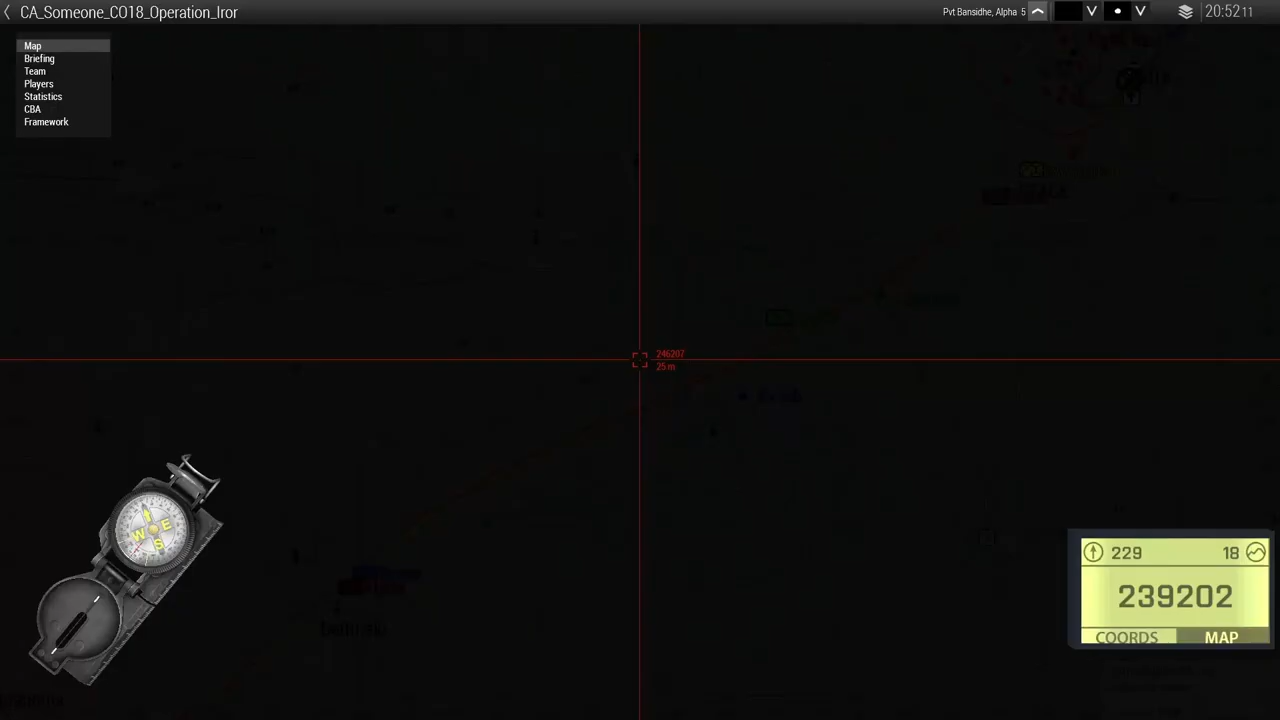 CA_Someone_CO18_Operation_Iror
Pvt Bansidhe, Alpha 5
20:52 11
Map
Briefing
Team
Players
Statistics
CBA
Framework
246207
25 m
W E
S
229 18
239202
COORDS MAP